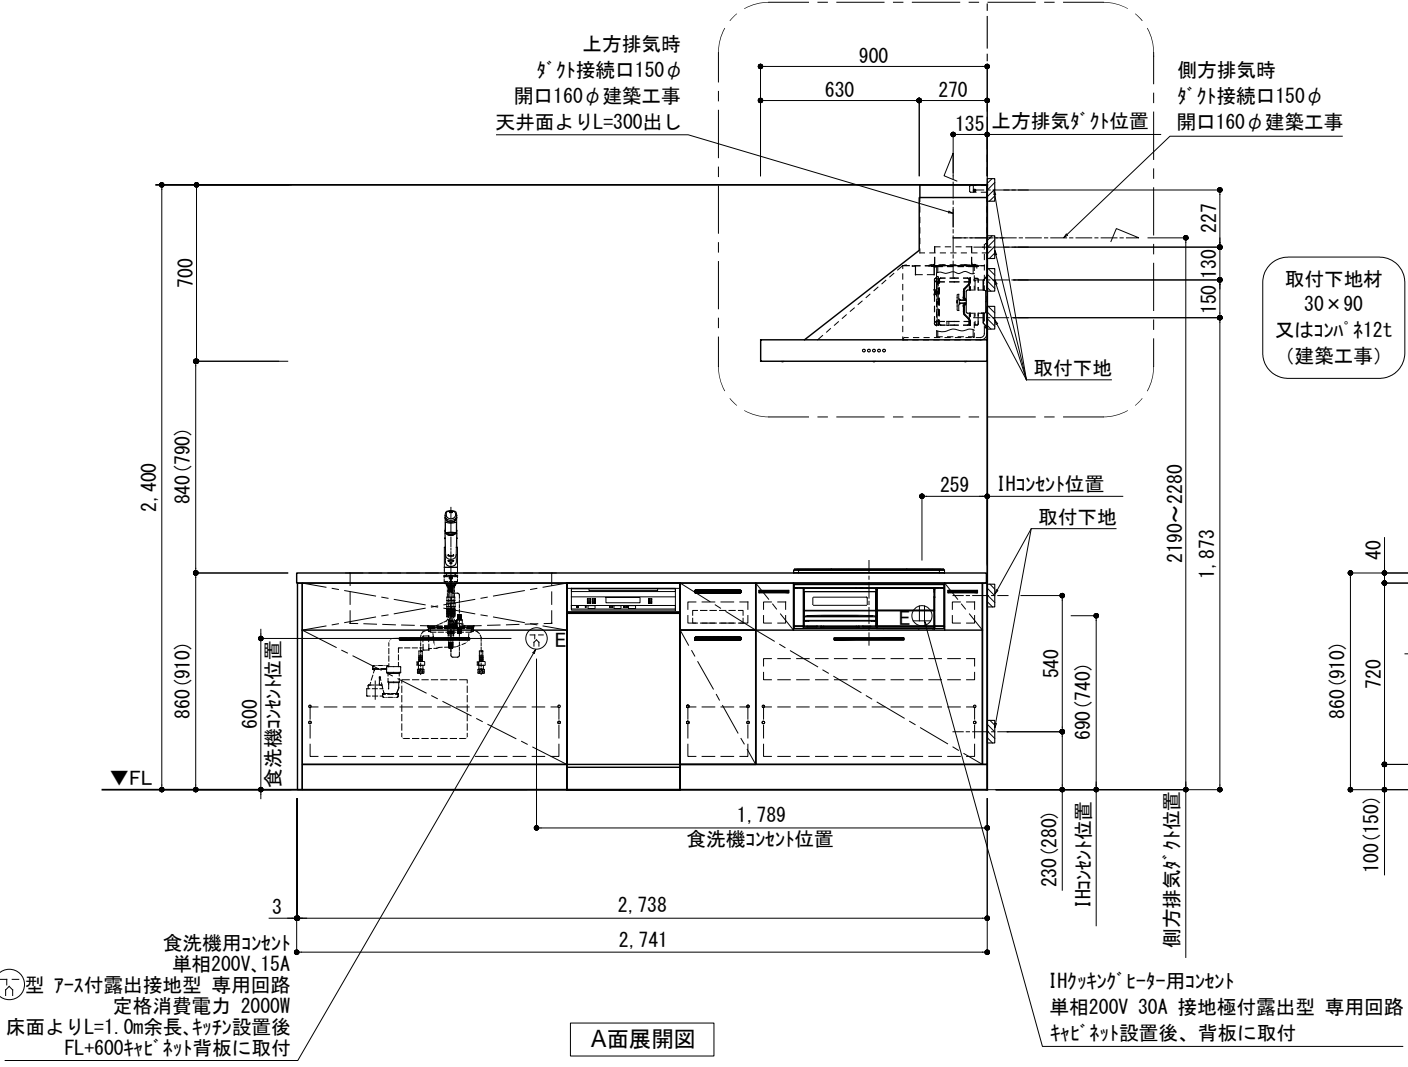 上方排気時
ダクト接続口150φ
開口160φ建築工事
天井面よりL=300出し
900
630
270
135
上方排気ダクト位置
側方排気時
ダクト接続口150φ
開口160φ建築工事
227
130
150
取付下地材
30×90
又はコンパネ12t
(建築工事)
取付下地
700
2,400
840(790)
860(910)
600
食洗機コンセント位置
▼FL
259
IHコンセント位置
取付下地
2190~2280
1,873
側方排気ダクト位置
540
690(740)
230(280)
IHコンセント位置
E
E
40
860(910)
720
100(150)
1,789
食洗機コンセント位置
3
2,738
2,741
食洗機用コンセント
単相200V、15A
型 アース付露出接地型 専用回路
定格消費電力 2000W
床面よりL=1.0m余長、キッチン設置後
FL+600キャビネット背板に取付
A面展開図
IHクッキングヒーター用コンセント
単相200V 30A 接地極付露出型 専用回路
キャビネット設置後、背板に取付